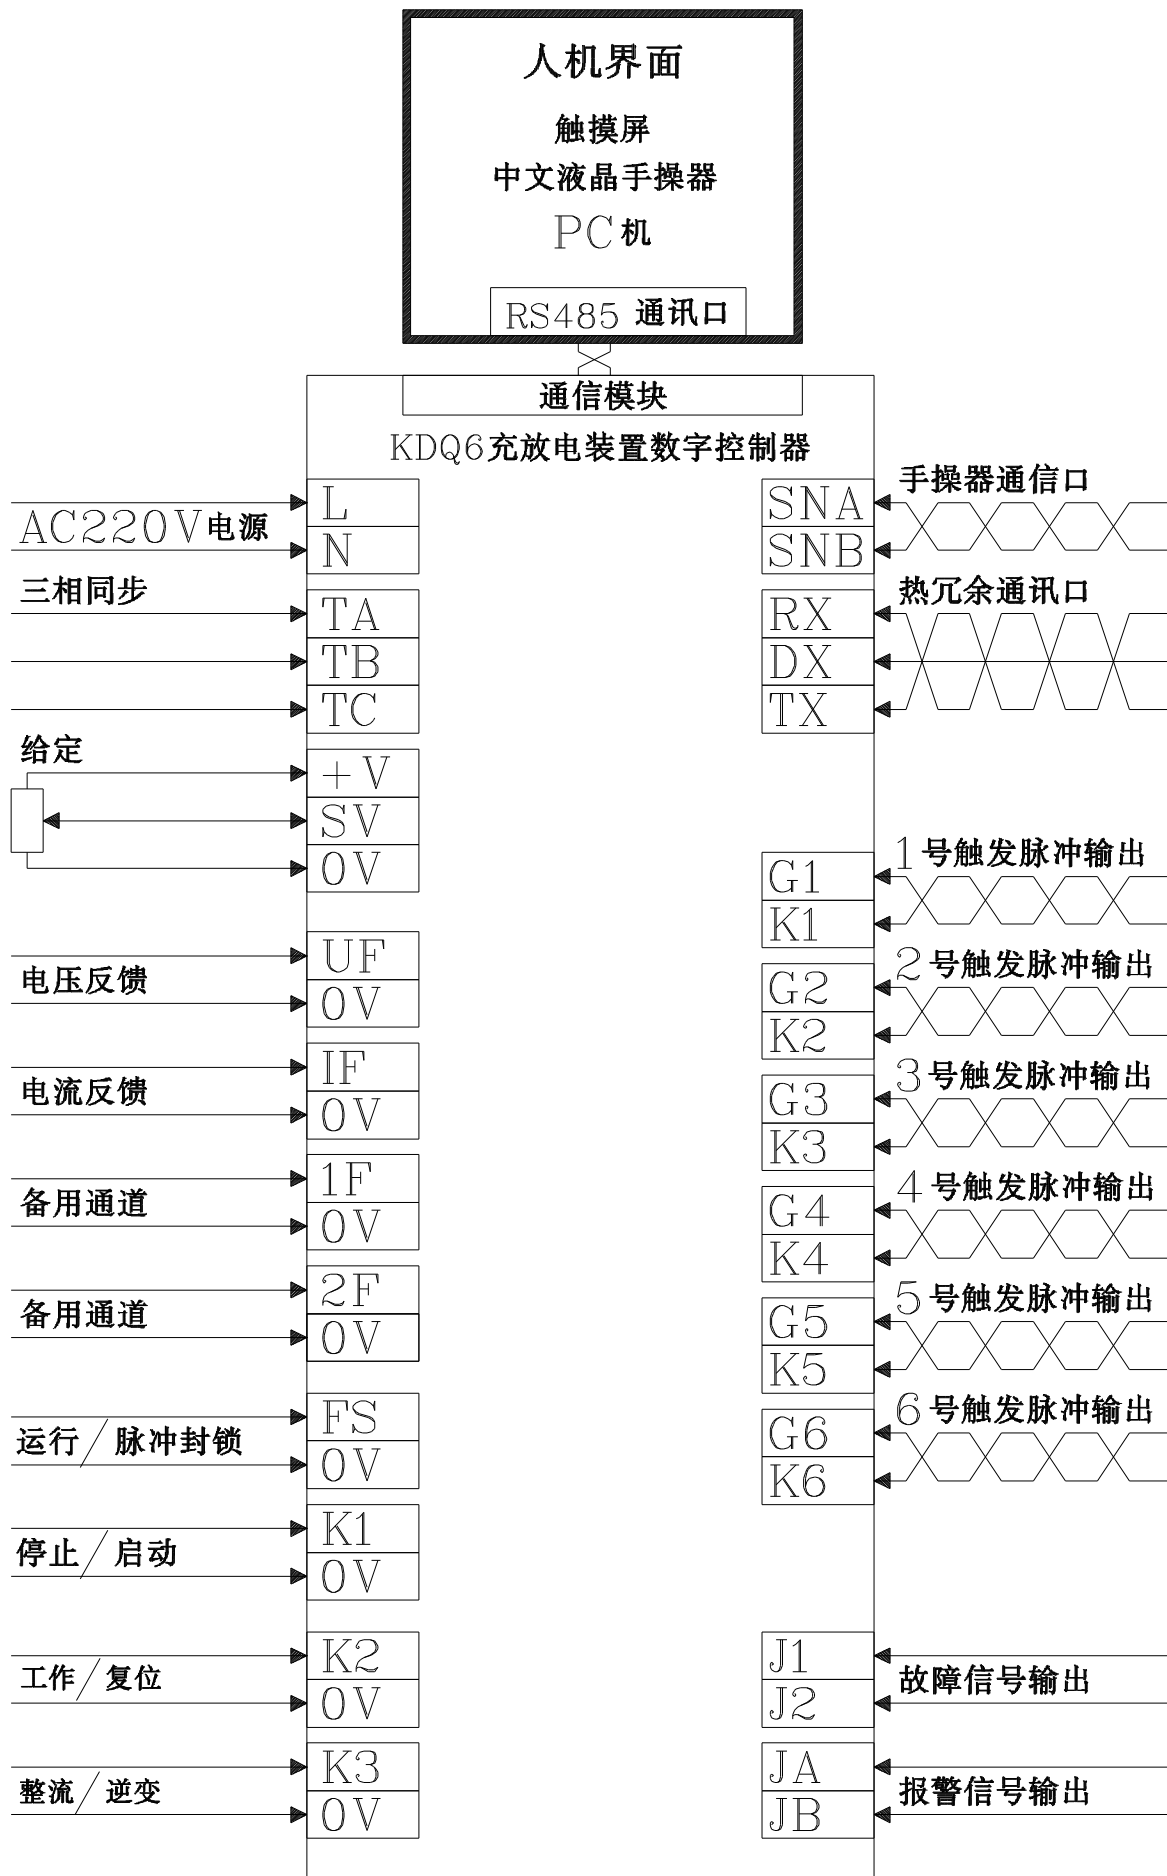 人机界面
触摸屏
中文液晶手操器
PC机
RS485 通讯口
通信模块
KDQ6充放电装置数字控制器
L
AC220V电源
N
三相同步
TA
TB
TC
给定
+V
SV
0V
UF
电压反馈
0V
IF
电流反馈
0V
1F
备用通道
0V
2F
备用通道
0V
FS
运行/脉冲封锁
0V
K1
停止/启动
0V
K2
工作/复位
0V
K3
整流/逆变
0V
手操器通信口
SNA
SNB
热冗余通讯口
RX
DX
TX
1号触发脉冲输出
G1
K1
2号触发脉冲输出
G2
K2
3号触发脉冲输出
G3
K3
4号触发脉冲输出
G4
K4
5号触发脉冲输出
G5
K5
6号触发脉冲输出
G6
K6
J1
故障信号输出
J2
JA
报警信号输出
JB